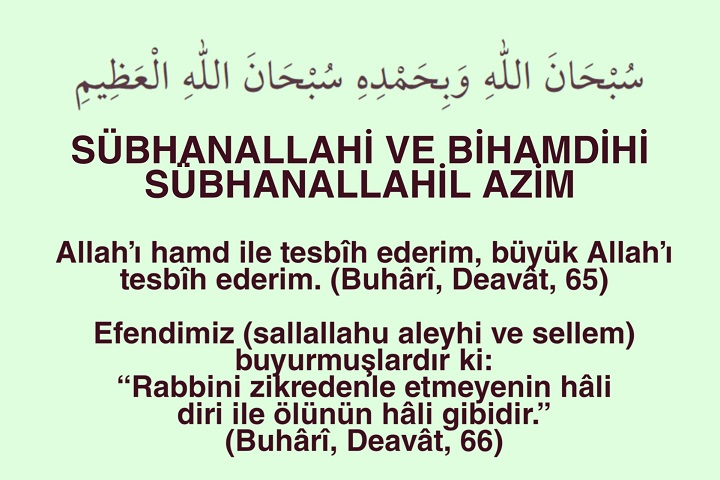 سُبْحَانَ اللهِ وَبِحَمْدِهِ سُبْحَانَ اللهِ الْعَظِيمِ
SÜBHANALLAHİ VE BİHAMDİHİ
SÜBHANALLAHİL AZİM
Allah’ı hamd ile tesbîh ederim, büyük Allah’ı
tesbîh ederim. (Buhârî, Deavât, 65)
Efendimiz (sallallahu aleyhi ve sellem)
buyurmuşlardır ki:
“Rabbini zikredenle etmeyenin hâli
diri ile ölünün hâli gibidir.”
(Buhârî, Deavât, 66)